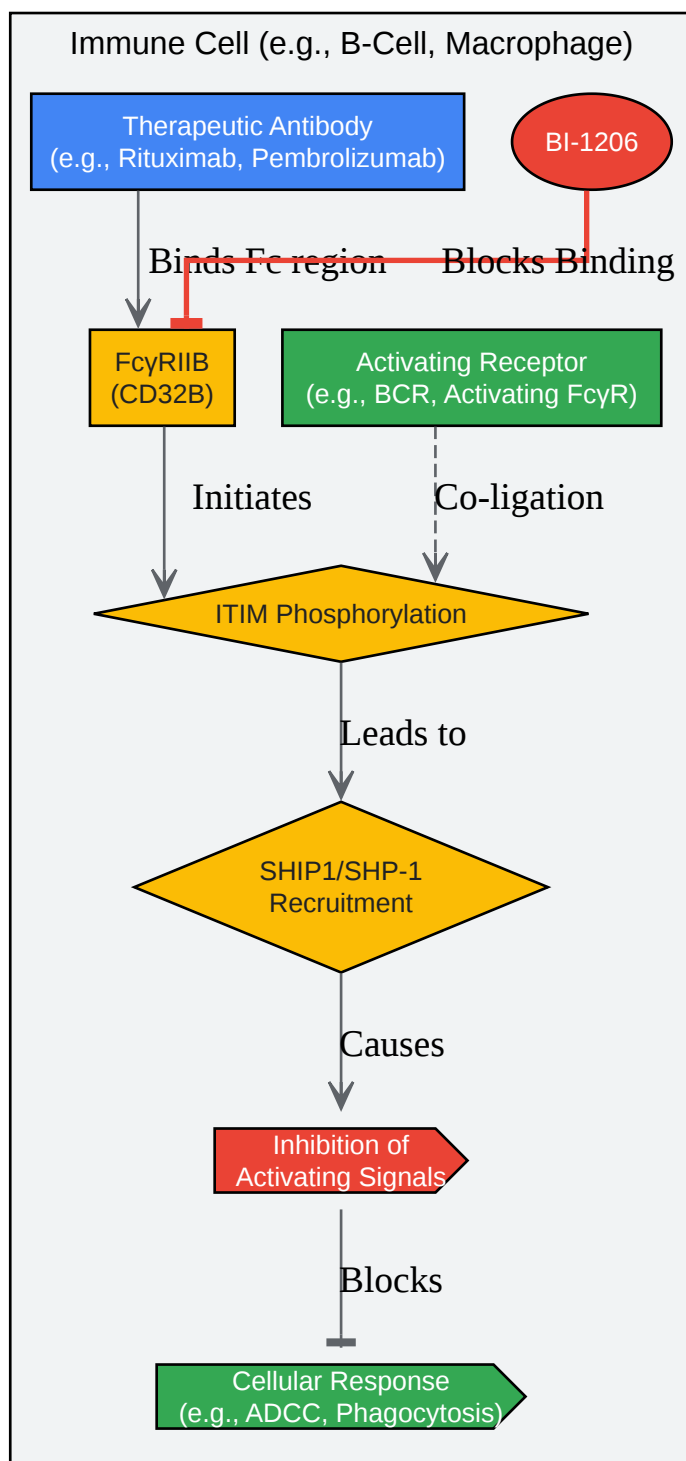 Immune Cell (e.g., B-Cell, Macrophage)
Therapeutic Antibody
(e.g., Rituximab, Pembrolizumab)
BI-1206
Binds Fc region
Blocks Binding
FcγRIIB
(CD32B)
Activating Receptor
(e.g., BCR, Activating FcγR)
Initiates
Co-ligation
ITIM Phosphorylation
Leads to
SHIP1/SHP-1
Recruitment
Causes
Inhibition of
Activating Signals
Blocks
Cellular Response
(e.g., ADCC, Phagocytosis)